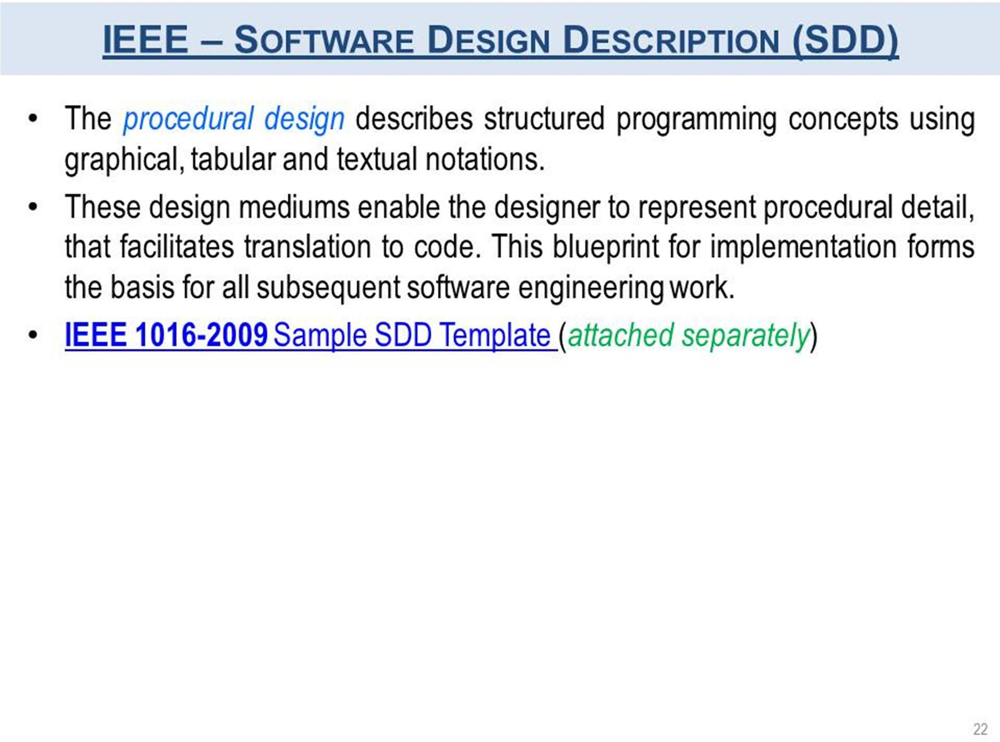 IEEE – SOFTWARE DESIGN DESCRIPTION (SDD)
• The procedural design describes structured programming concepts using
graphical, tabular and textual notations.
• These design mediums enable the designer to represent procedural detail,
that facilitates translation to code. This blueprint for implementation forms
the basis for all subsequent software engineering work.
• IEEE 1016-2009 Sample SDD Template (attached separately)
22